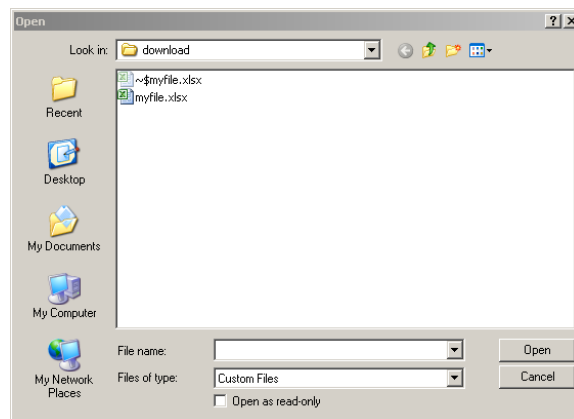 Open
Look in: download
~$myfile.xlsx
myfile.xlsx
Recent
Desktop
My Documents
My Computer
My Network
Places
File name:
Open
Files of type: Custom Files
Cancel
Open as read-only